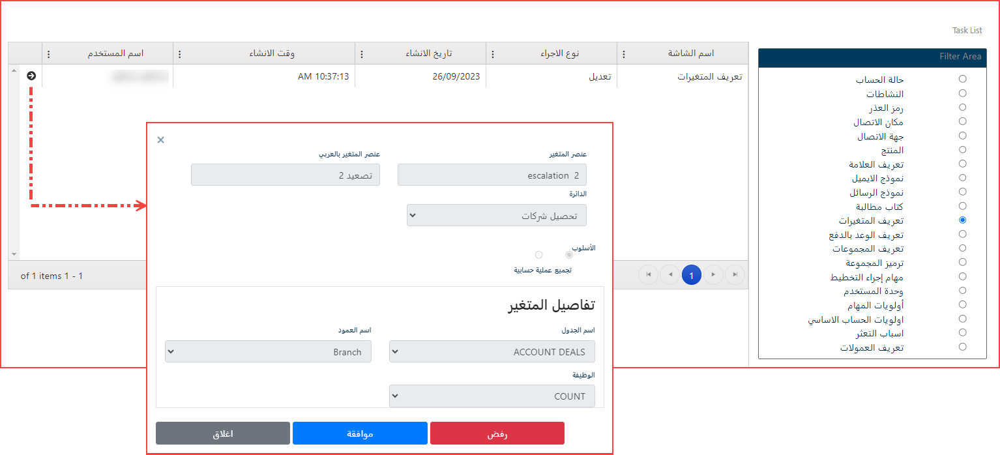 Task List
Filter Area
حالة الحساب
النشاطات
رمز العذر
مكان الاتصال
جهة الاتصال
المنتج
تعريف العلامة
نموذج الايميل
نموذج الرسائل
كتاب مطالبة
تعريف المتغيرات
تعريف الوعد بالدفع
تعريف المجموعات
ترميز المجموعة
مهام إجراء التخطيط
وحدة المستخدم
أولويات المهام
اولويات الحساب الاساسي
اسباب التعثر
تعريف العمولات
اسم الشاشة نوع الاجراء تاريخ الانشاء وقت الانشاء اسم المستخدم
تعريف المتغيرات تعديل 26/09/2023 10:37:13 AM
1
of 1 items 1 - 1
×
عنصر المتغير عنصر المتغير بالعربي
escalation 2 تصعيد 2
الدائرة
تحصيل شركات
الأسلوب
تجميع عملية حسابية
تفاصيل المتغير
اسم الجدول اسم العمود
ACCOUNT DEALS Branch
الوظيفة
COUNT
رفض موافقة اغلاق